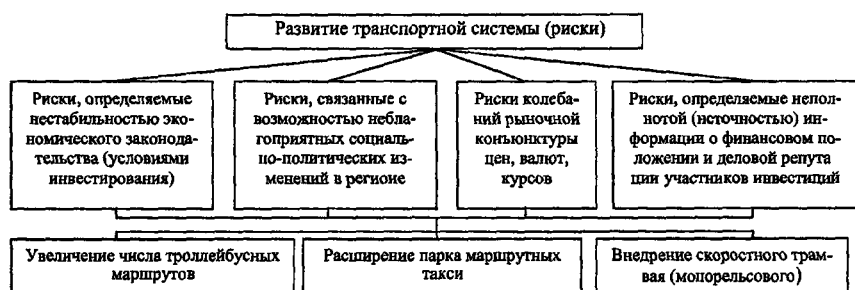 Развитие транспортной системы (риски)
Риски, определяемые
нестабильностью эко-
номического законода-
тельства (условиями
инвестирования)
Риски, связанные с
возможностью небла-
гоприятных социаль-
но-политических из-
менений в регионе
Риски колеба-
ний рыночной
конъюнктуры
цен, валют,
курсов
Риски, определяемые непол-
нотой (неточностью) ин-
формации о финансовом по-
ложении и деловой репута
ции участников инвестиций
Увеличение числа троллейбусных
маршрутов
Расширение парка маршрутных
такси
Внедрение скоростного трам-
вая (монорельсового)